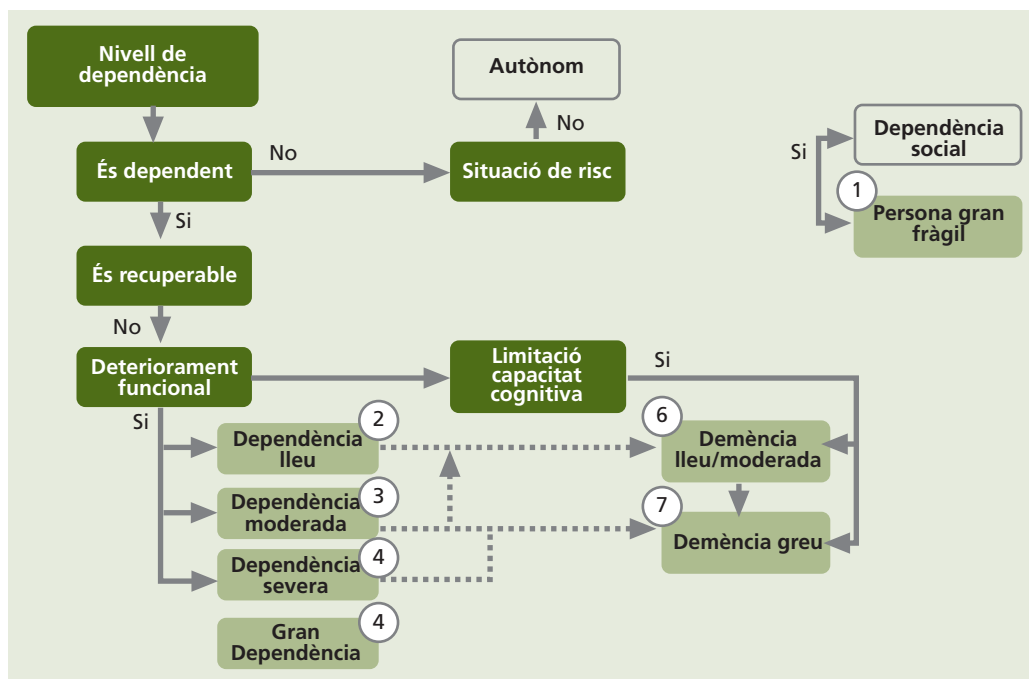 Nivell de
dependència
Autònom
No
Dependència
social
Si
1
Persona gran
fràgil
És dependent
No
Situació de risc
Si
És recuperable
No
Deteriorament
funcional
Limitació
capacitat
cognitiva
Si
Si
2
Dependència
lleu
6
Demència
lleu/moderada
3
Dependència
moderada
7
Demència greu
4
Dependència
severa
4
Gran
Dependència